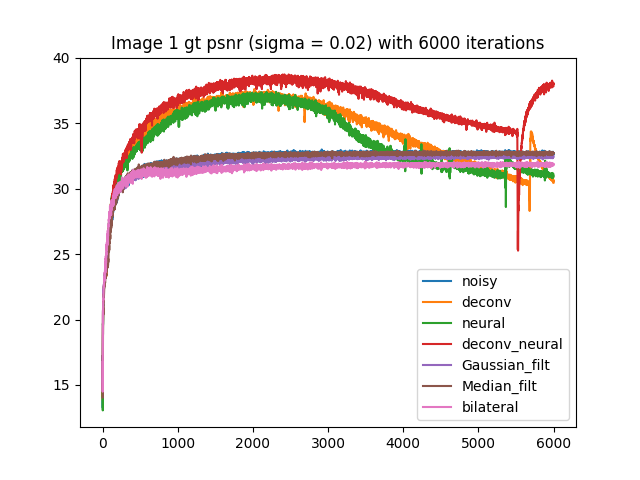 Image 1 gt psnr (sigma = 0.02) with 6000 iterations
40
35
30
25
20
15
0
1000
2000
3000
4000
5000
6000
noisy
deconv
neural
deconv_neural
Gaussian_filt
Median_filt
bilateral